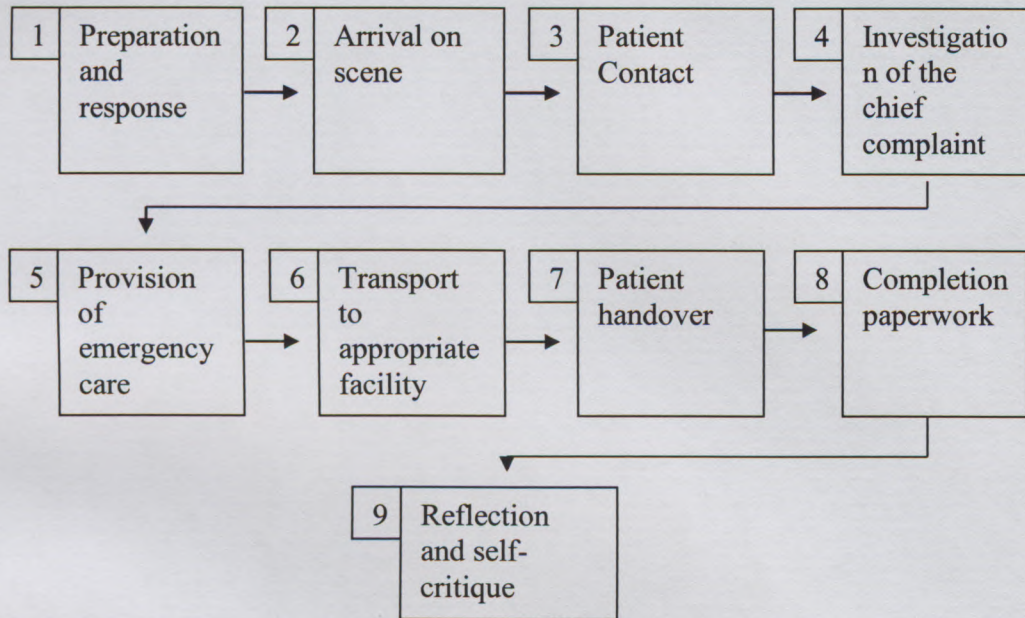 1
Preparation
and
response
2
Arrival on
scene
3
Patient
Contact
4
Investigatio
n of the
chief
complaint
5
Provision
of
emergency
care
6
Transport
to
appropriate
facility
7
Patient
handover
8
Completion
paperwork
9
Reflection
and self-
critique